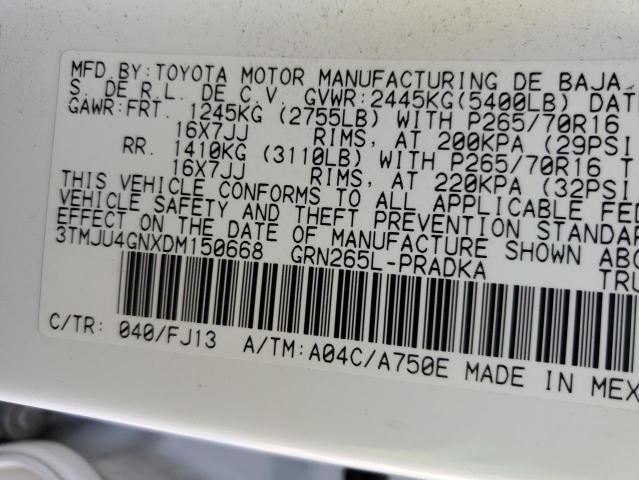 MFD. BY: TOYOTA MOTOR MANUFACTURING DE BAJA
S. DE R.L. DE C.V. GVWR: 2445KG(5400LB) DAT
GAWR: FRT. 1245KG (2755LB) WITH P265/70R16
16X7JJ RIMS, AT 200KPA (29PSI
RR. 1410KG (3110LB) WITH P265/70R16 T
16X7JJ RIMS, AT 220KPA (32PSI
THIS VEHICLE CONFORMS TO ALL APPLICABLE FED
VEHICLE SAFETY AND THEFT PREVENTION STANDA
EFFECT ON THE DATE OF MANUFACTURE SHOWN ABO
3TMJU4GNXDM150668 GRN265L-PRADKA TRU
C/TR: 040/FJ13 A/TM: A04C/A750E MADE IN MEX